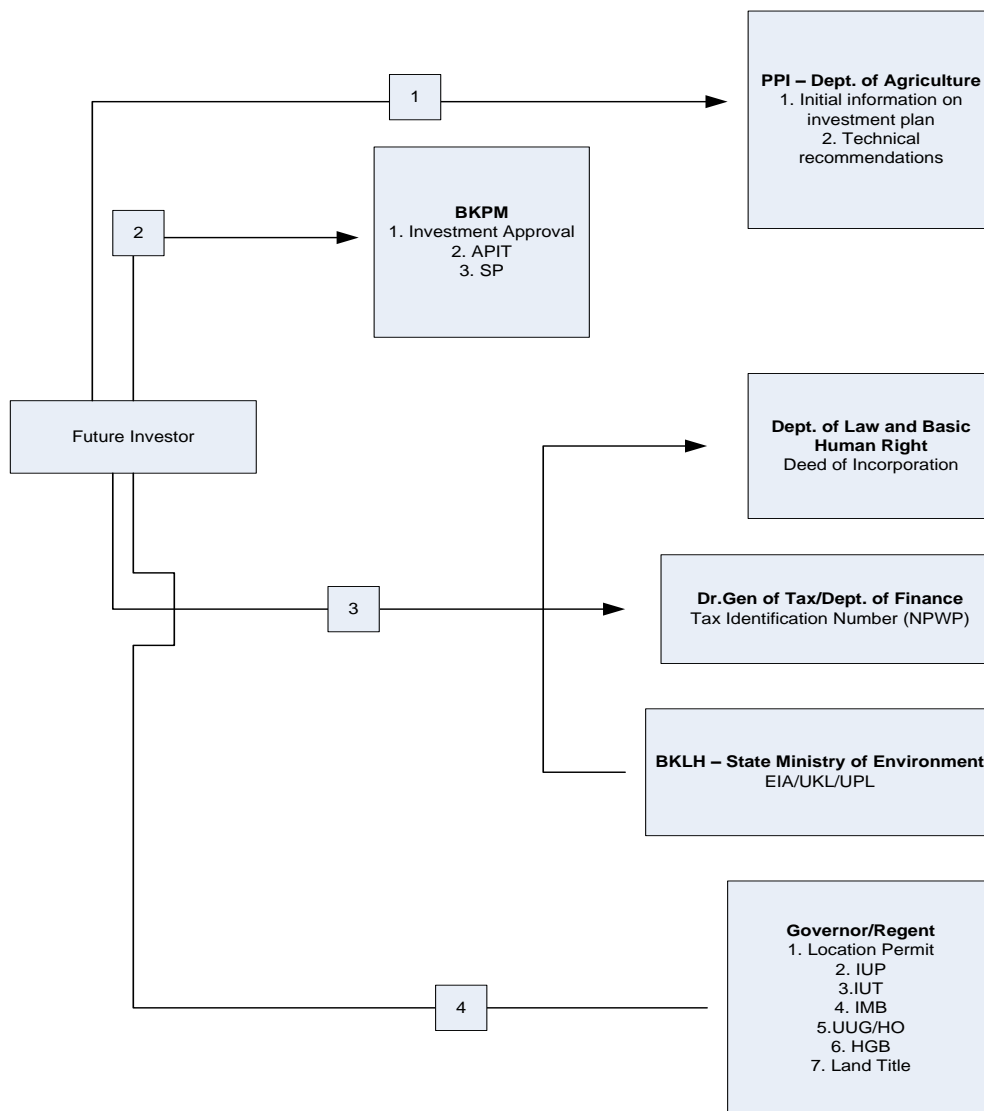 1
PPI – Dept. of Agriculture
1. Initial information on
investment plan
2. Technical
recommendations
2
BKPM
1. Investment Approval
2. APIT
3. SP
Future Investor
Dept. of Law and Basic
Human Right
Deed of Incorporation
3
Dr.Gen of Tax/Dept. of Finance
Tax Identification Number (NPWP)
BKLH – State Ministry of Environment
EIA/UKL/UPL
4
Governor/Regent
1. Location Permit
2. IUP
3.IUT
4. IMB
5.UUG/HO
6. HGB
7. Land Title